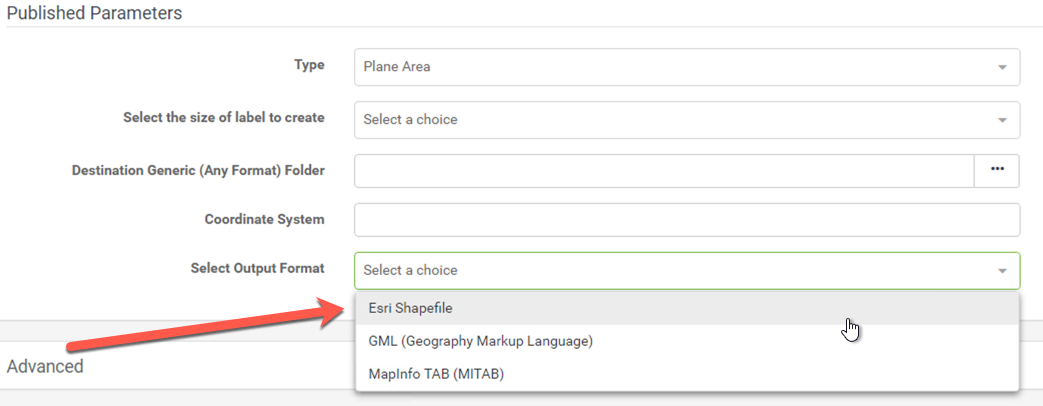 Published Parameters
Type
Plane Area
Select the size of label to create
Select a choice
Destination Generic (Any Format) Folder
...
Coordinate System
Select Output Format
Select a choice
Esri Shapefile
GML (Geography Markup Language)
MapInfo TAB (MITAB)
Advanced